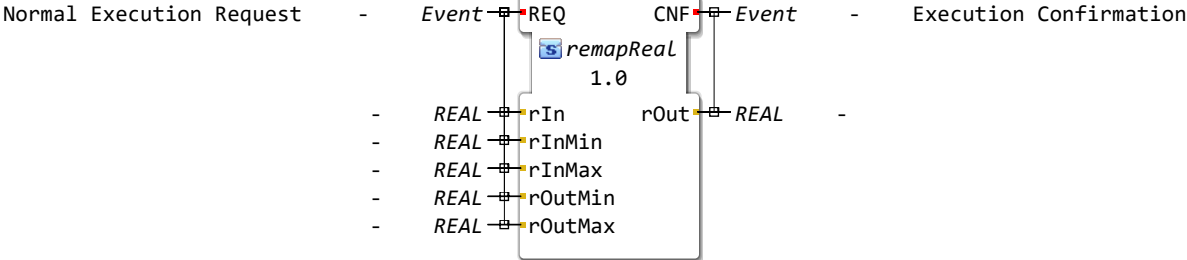 Normal Execution Request - Event REQ CNF Event - Execution Confirmation
S remapReal
1.0
- REAL rIn rOut REAL -
- REAL rInMin
- REAL rInMax
- REAL rOutMin
- REAL rOutMax